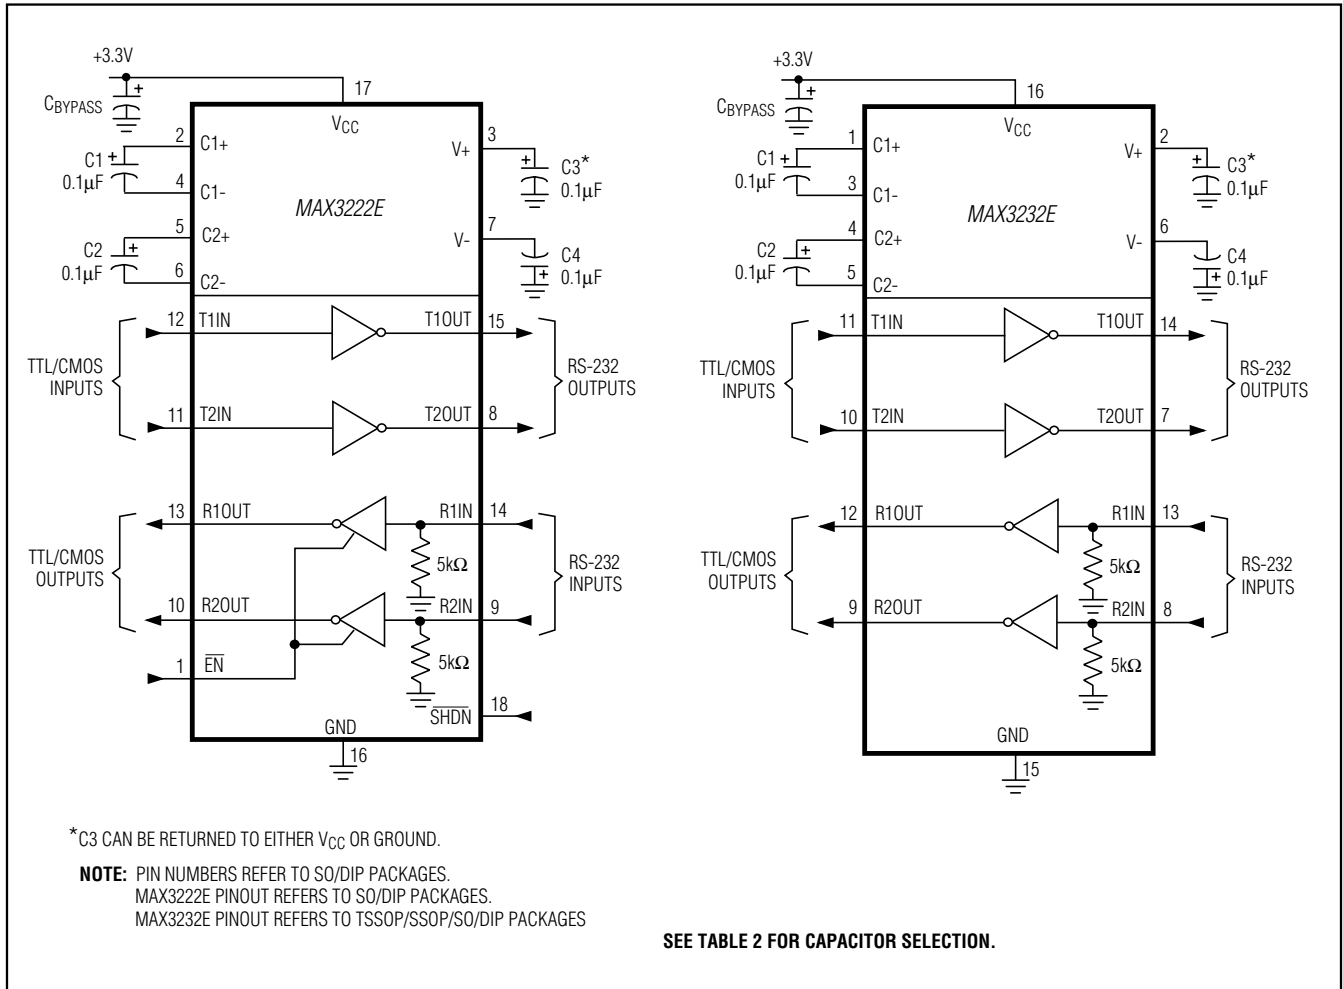 +3.3V
CBYPASS
17
VCC
2
C1+
C1
+
0.1µF
4
C1-
MAX3222E
3
V+
+
C3*
0.1µF
5
C2+
C2
+
0.1µF
6
C2-
7
V-
C4
0.1µF
+
12
T1IN
T1OUT
15
TTL/CMOS
INPUTS
RS-232
OUTPUTS
11
T2IN
T2OUT
8
13
R1OUT
R1IN
14
5kΩ
TTL/CMOS
OUTPUTS
RS-232
INPUTS
10
R2OUT
R2IN
9
5kΩ
1
EN
SHDN
18
GND
16
+3.3V
CBYPASS
+
16
VCC
1
C1+
C1
+
0.1µF
3
C1-
MAX3232E
2
V+
+
C3*
0.1µF
4
C2+
C2
+
0.1µF
5
C2-
6
V-
C4
0.1µF
+
11
T1IN
T1OUT
14
TTL/CMOS
INPUTS
RS-232
OUTPUTS
10
T2IN
T2OUT
7
12
R1OUT
R1IN
13
5kΩ
TTL/CMOS
OUTPUTS
RS-232
INPUTS
9
R2OUT
R2IN
8
5kΩ
GND
15
*C3 CAN BE RETURNED TO EITHER VCC OR GROUND.
NOTE: PIN NUMBERS REFER TO SO/DIP PACKAGES.
MAX3222E PINOUT REFERS TO SO/DIP PACKAGES.
MAX3232E PINOUT REFERS TO TSSOP/SSOP/SO/DIP PACKAGES
SEE TABLE 2 FOR CAPACITOR SELECTION.